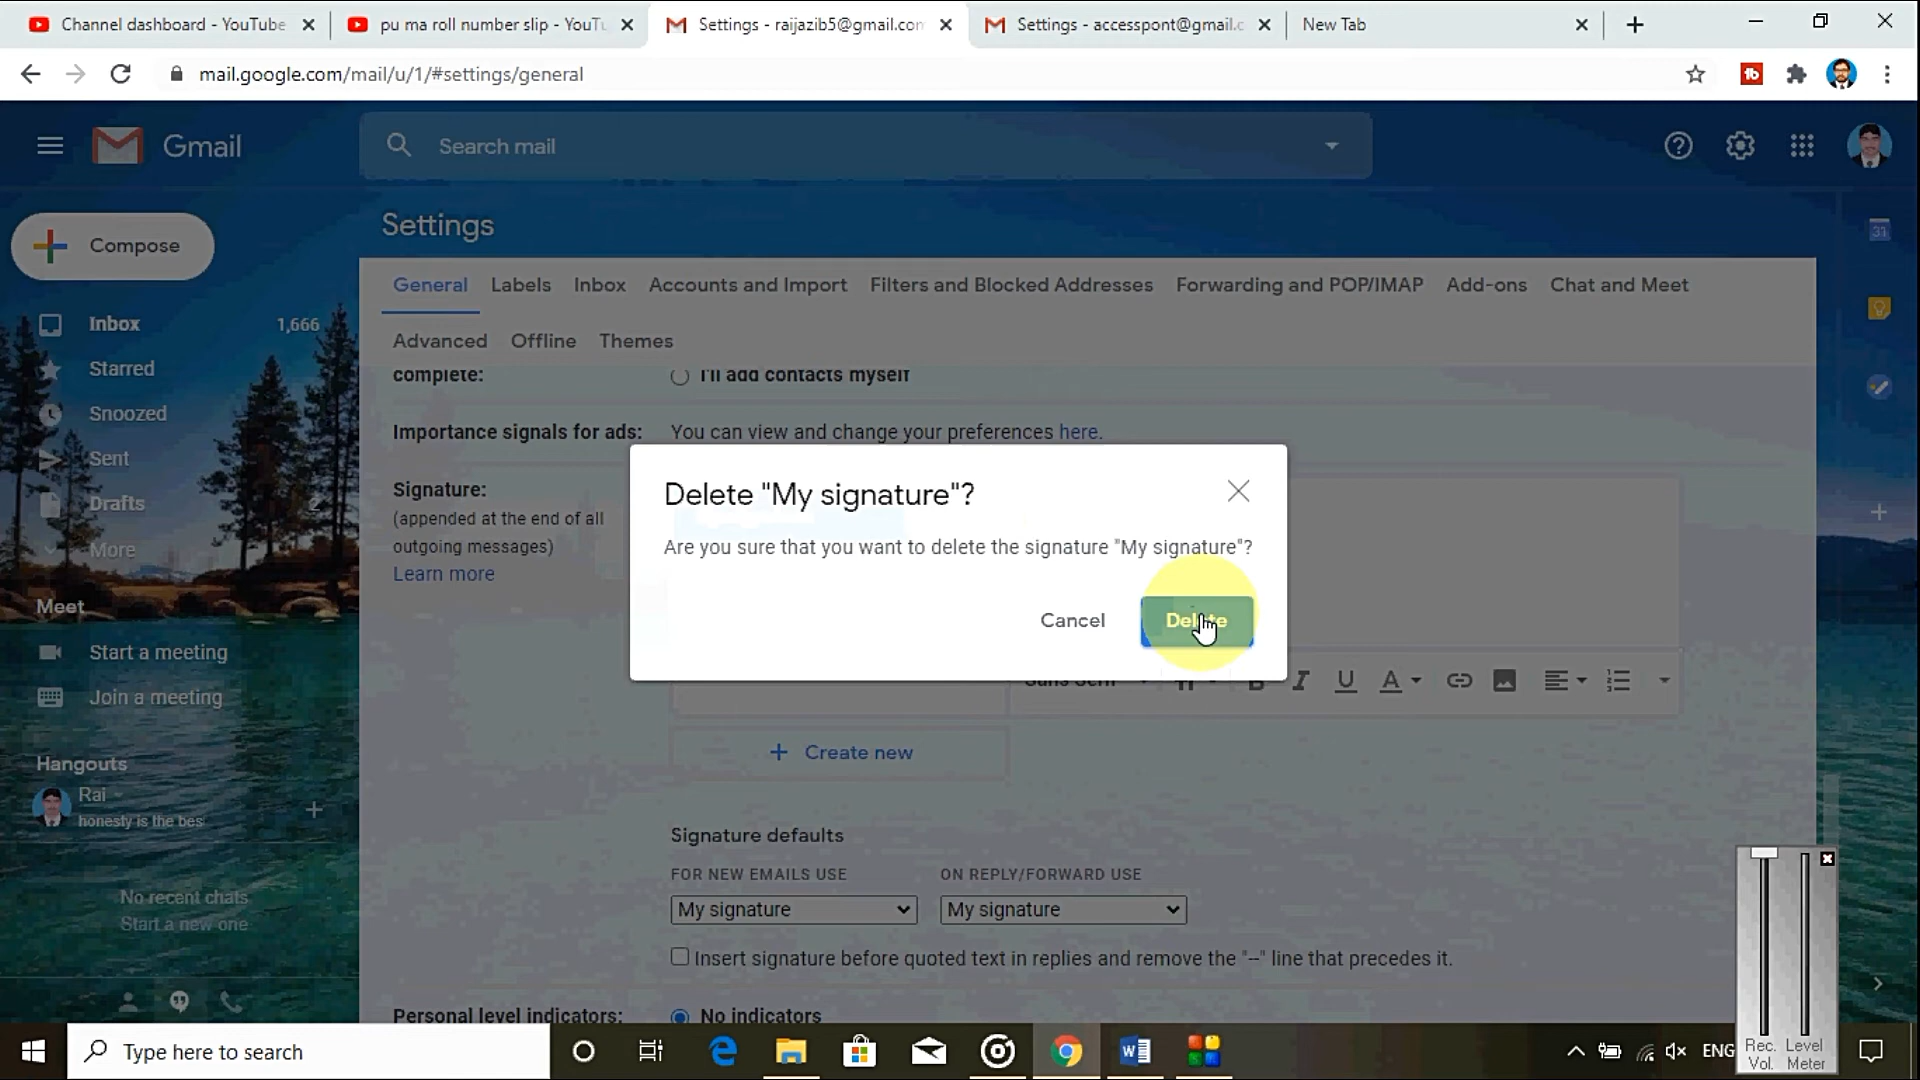 Channel dashboard - YouTube
pu ma roll number slip - YouTu
Settings - raijazib5@gmail.com
Settings - accesspont@gmail.c
New Tab
mail.google.com/mail/u/1/#settings/general
Gmail
Search mail
Compose
Settings
General Labels Inbox Accounts and Import Filters and Blocked Addresses Forwarding and POP/IMAP Add-ons Chat and Meet
Advanced Offline Themes
Inbox 1,666
Starred
Snoozed
Sent
Drafts 2
More
Meet
Start a meeting
Join a meeting
Hangouts
Rai
honesty is the bes
No recent chats
Start a new one
complete:
I'll add contacts myself
Importance signals for ads:
You can view and change your preferences here.
Signature:
(appended at the end of all
outgoing messages)
Learn more
Delete "My signature"?
Are you sure that you want to delete the signature "My signature"?
Cancel Delete
Sans Serif
Create new
Signature defaults
FOR NEW EMAILS USE ON REPLY/FORWARD USE
My signature My signature
Insert signature before quoted text in replies and remove the "--" line that precedes it.
Personal level indicators:
No indicators
31
Type here to search
ENG
Rec. Level
Vol. Meter